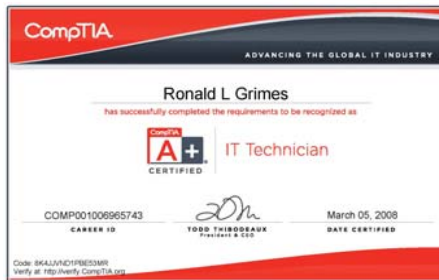 CompTIA
ADVANCING THE GLOBAL IT INDUSTRY
Ronald L Grimes
has successfully completed the requirements to be recognized as
CompTIA
A+
CERTIFIED
IT Technician
COMP001006965743
CAREER ID
TODD THIBODEAUX
President & CEO
March 05, 2008
DATE CERTIFIED
Code: 8K4JJVND1PBE53MR
Verify at: http://verify.CompTIA.org